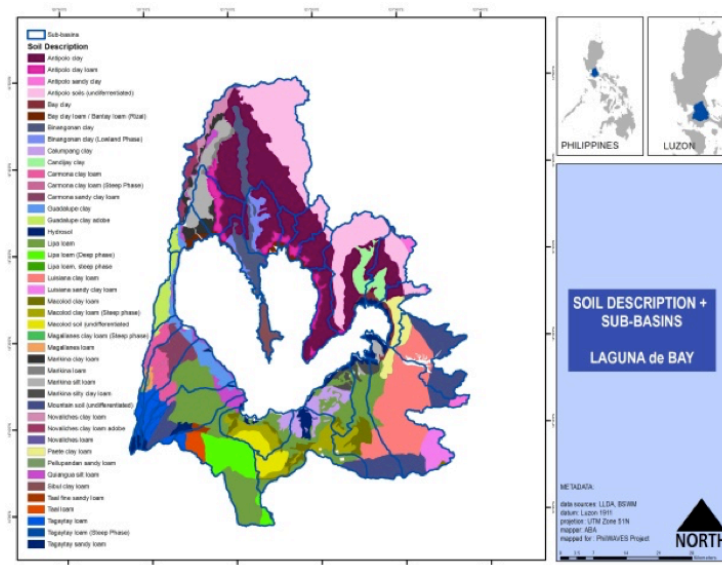 Sub-basins
Soil Description
Antipolo clay
Antipolo clay loam
Antipolo sandy clay
Antipolo soils (undifferentiated)
Bay clay
Bay clay loam / Bantay loam (Rizal)
Binangonan clay
Binangonan clay (Lowland Phase)
Calumpang clay
Candijay clay
Carmona clay loam
Carmona clay loam (Steep Phase)
Carmona sandy clay loam
Guadalupe clay
Guadalupe clay adobe
Hydrosol
Lipa loam
Lipa loam (Deep phase)
Lipa loam, steep phase
Luisiana clay loam
Luisiana sandy clay loam
Macolod clay loam
Macolod clay loam (Steep phase)
Macolod soil (undifferentiated
Magallanes clay loam (Steep phase)
Magallanes loam
Marikina clay loam
Marikina loam
Marikina silt loam
Marikina silty clay loam
Mountain soil (undifferentiated)
Novaliches clay loam
Novaliches clay loam adobe
Novaliches loam
Paete clay loam
Pellupandan sandy loam
Quiangua silt loam
Sibul clay loam
Taal fine sandy loam
Taal loam
Tagaytay loam
Tagaytay loam (Steep Phase)
Tagaytay sandy loam
PHILIPPINES
LUZON
SOIL DESCRIPTION +
SUB-BASINS
LAGUNA de BAY
METADATA:
data sources: LLDA, BSWM
datum: Luzon 1911
projetion: UTM Zone 51N
mapper: ABA
mapped for : PhilWAVES Project
NORTH